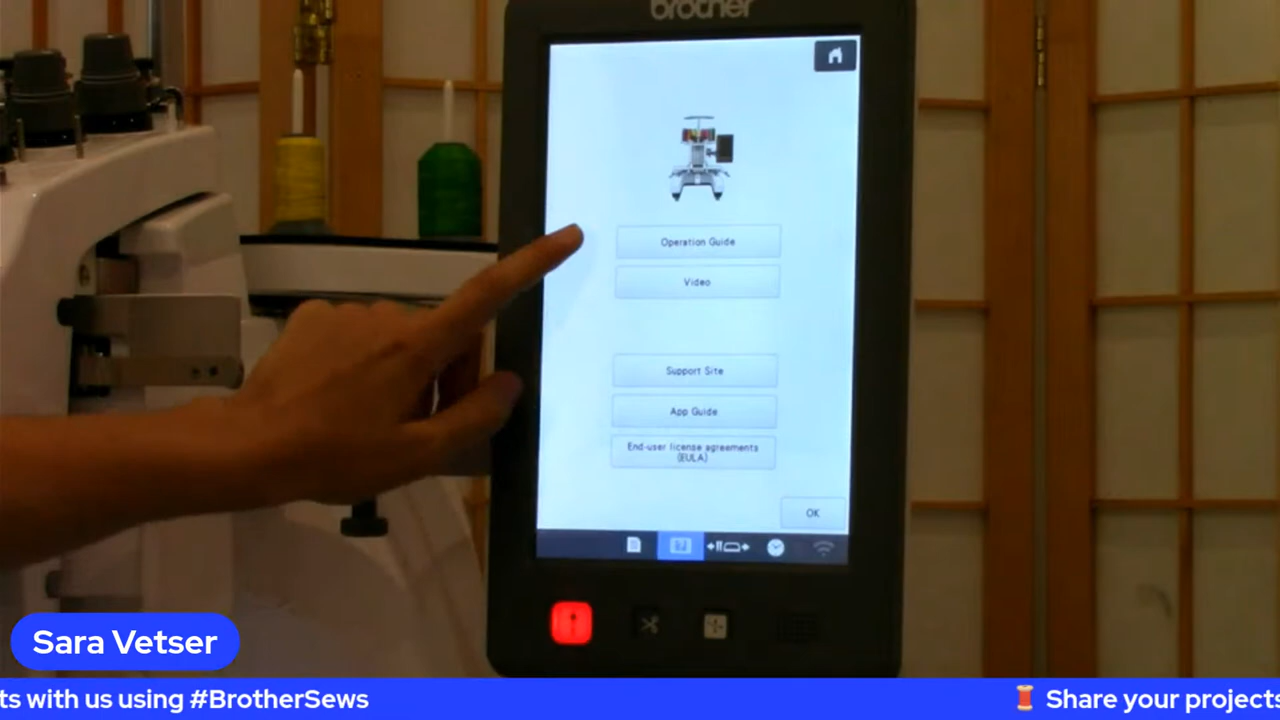 brother
Operation Guide
Video
Support Site
App Guide
End-user license agreements
(EULA)
OK
Sara Vetser
ts with us using #BrotherSews
Share your projects